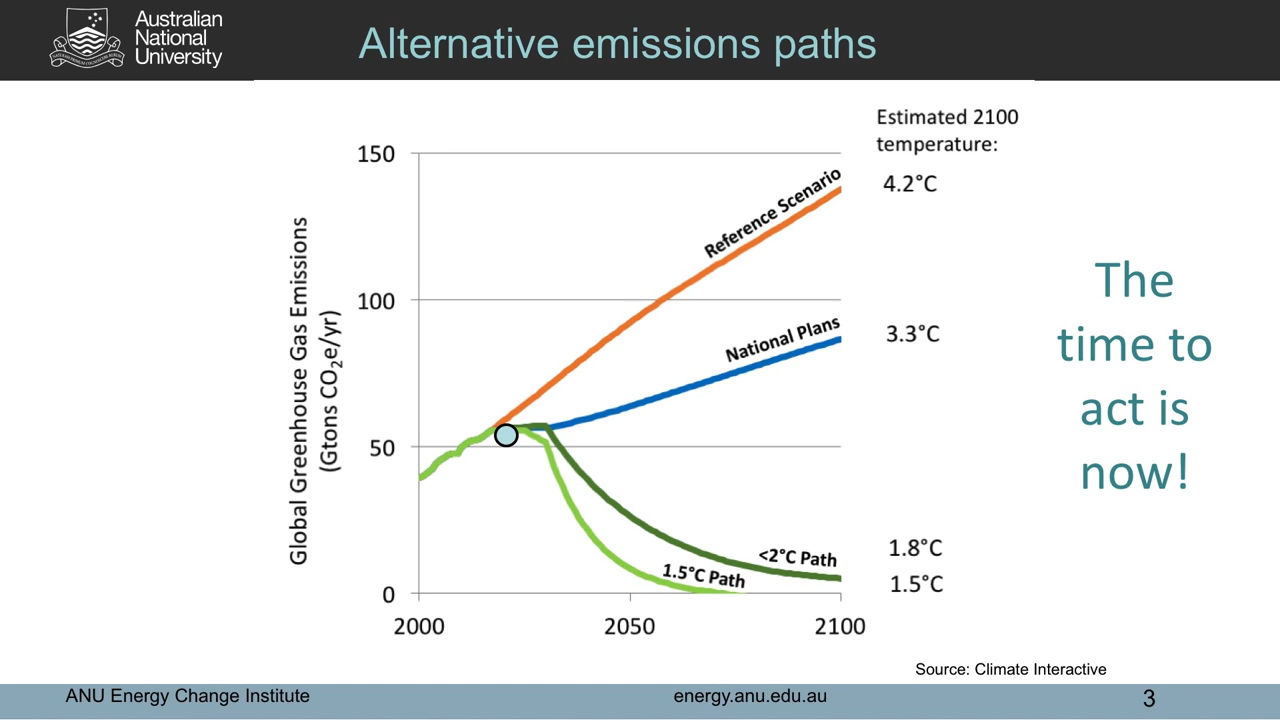 Australian
National
University
Alternative emissions paths
Estimated 2100
temperature:
150
100
50
0
Global Greenhouse Gas Emissions
(Gtons CO₂e/yr)
Reference Scenario
4.2°C
National Plans
3.3°C
<2°C Path
1.8°C
1.5°C Path
1.5°C
2000
2050
2100
The
time to
act is
now!
Source: Climate Interactive
ANU Energy Change Institute
energy.anu.edu.au
3